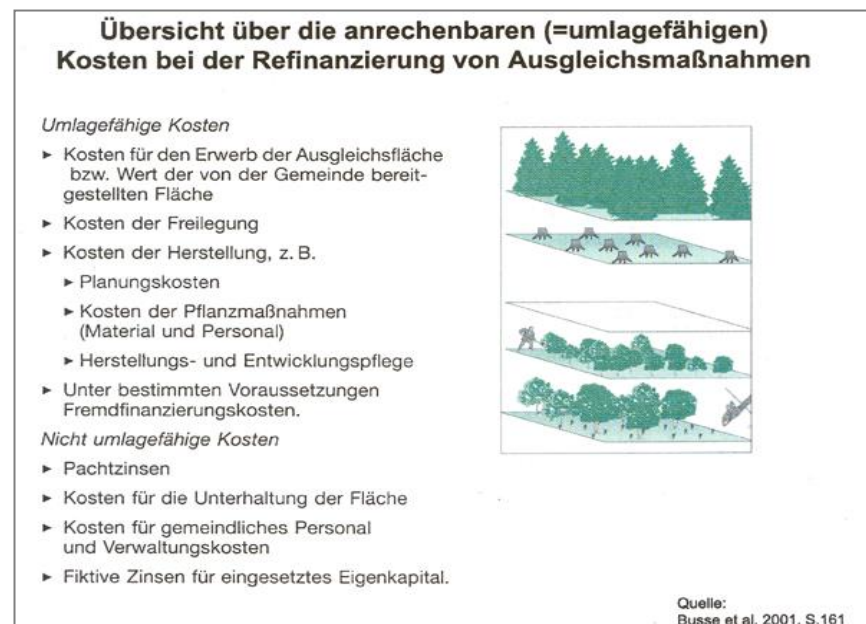 Übersicht über die anrechenbaren (=umlagefähigen)
Kosten bei der Refinanzierung von Ausgleichsmaßnahmen
Umlagefähige Kosten
► Kosten für den Erwerb der Ausgleichsfläche
bzw. Wert der von der Gemeinde bereit-
gestellten Fläche
► Kosten der Freilegung
► Kosten der Herstellung, z. B.
► Planungskosten
► Kosten der Pflanzmaßnahmen
(Material und Personal)
► Herstellungs- und Entwicklungspflege
► Unter bestimmten Voraussetzungen
Fremdfinanzierungskosten.
Nicht umlagefähige Kosten
► Pachtzinsen
► Kosten für die Unterhaltung der Fläche
► Kosten für gemeindliches Personal
und Verwaltungskosten
► Fiktive Zinsen für eingesetztes Eigenkapital.
Quelle:
Busse et al. 2001, S.161